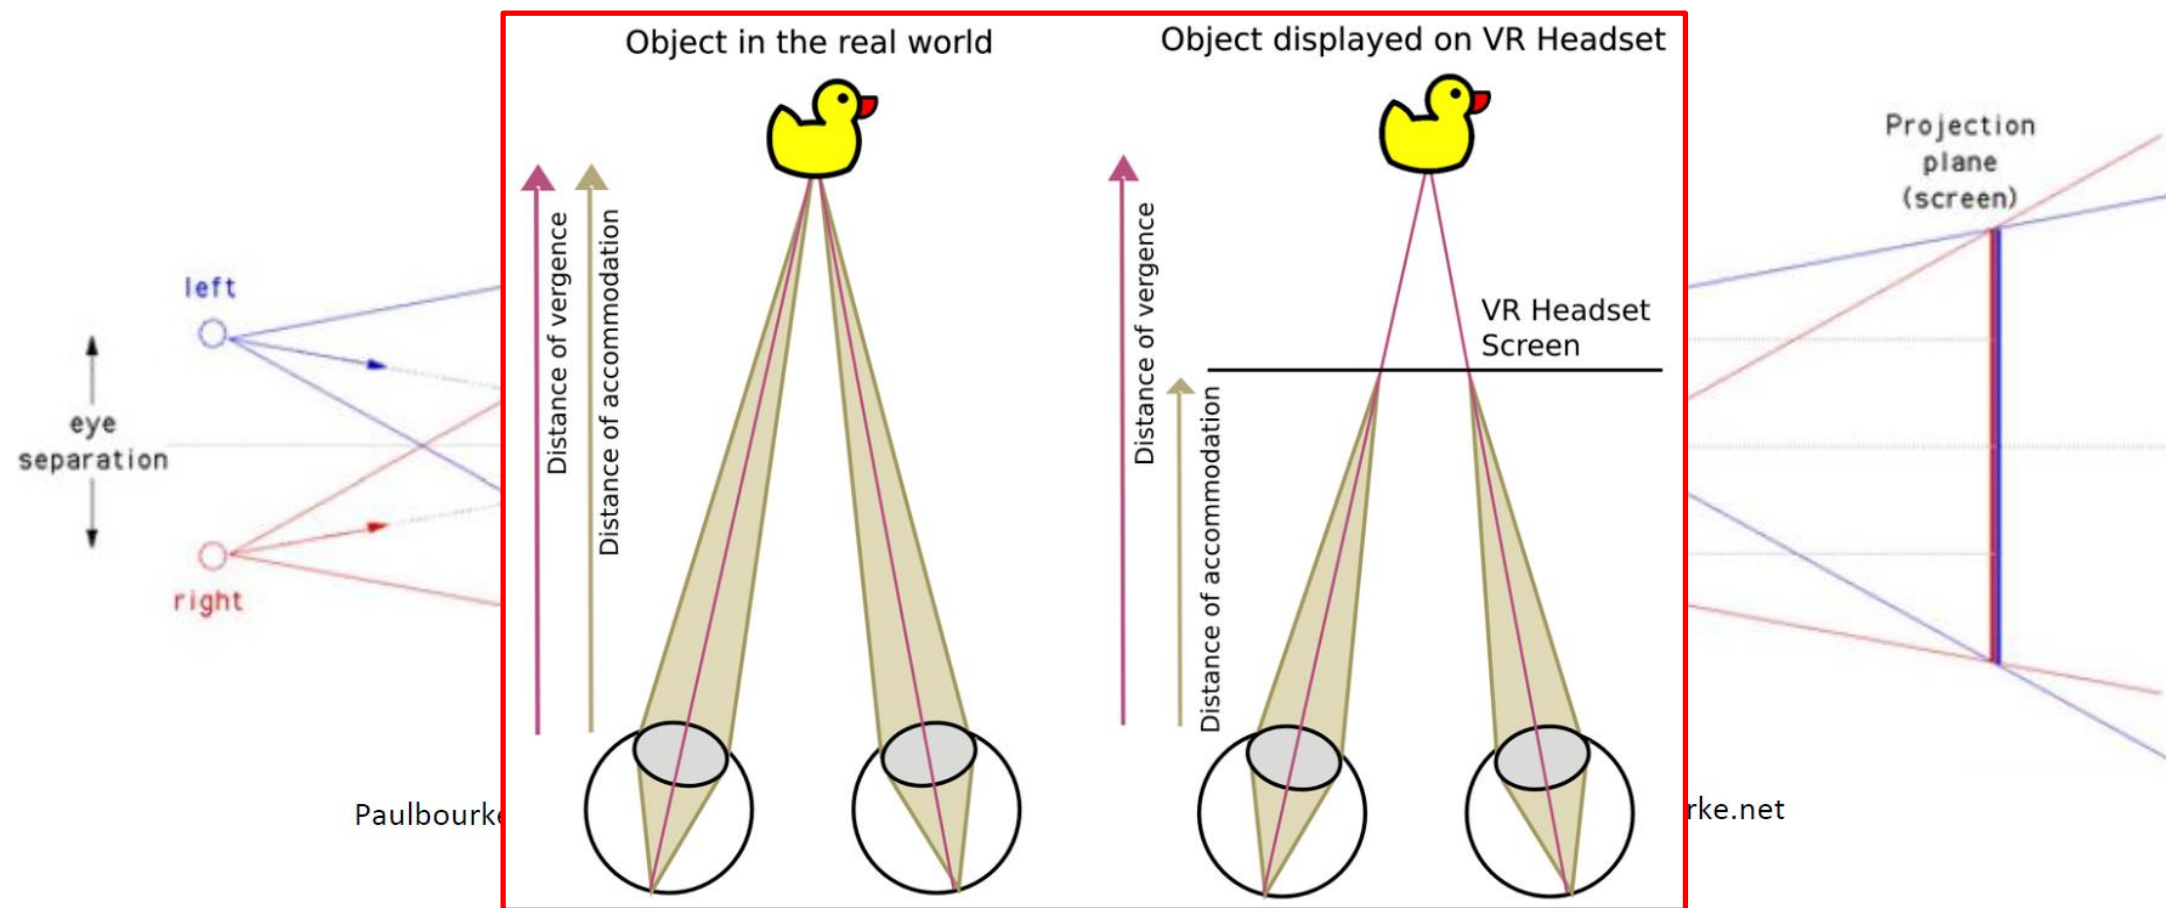 Object in the real world
Object displayed on VR Headset
Distance of vergence
Distance of accommodation
Distance of vergence
Distance of accommodation
VR Headset
Screen
left
eye
separation
right
Projection
plane
(screen)
Paulbourke
rke.net